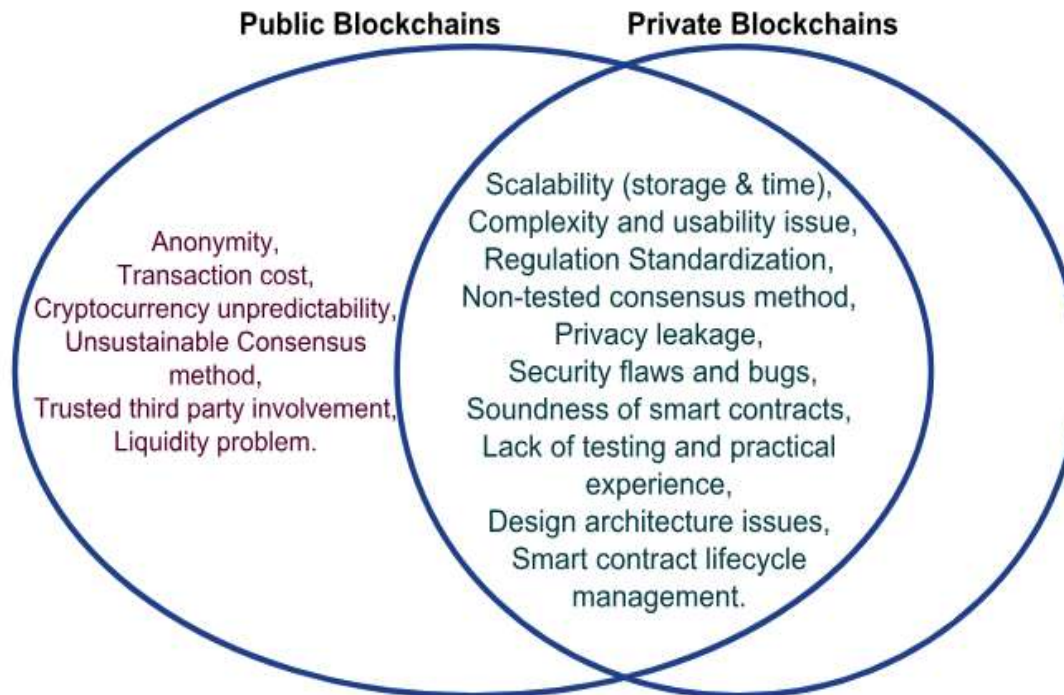 Public Blockchains
Private Blockchains
Anonymity,
Transaction cost,
Cryptocurrency unpredictability,
Unsustainable Consensus
method,
Trusted third party involvement,
Liquidity problem.
Scalability (storage & time),
Complexity and usability issue,
Regulation Standardization,
Non-tested consensus method,
Privacy leakage,
Security flaws and bugs,
Soundness of smart contracts,
Lack of testing and practical
experience,
Design architecture issues,
Smart contract lifecycle
management.